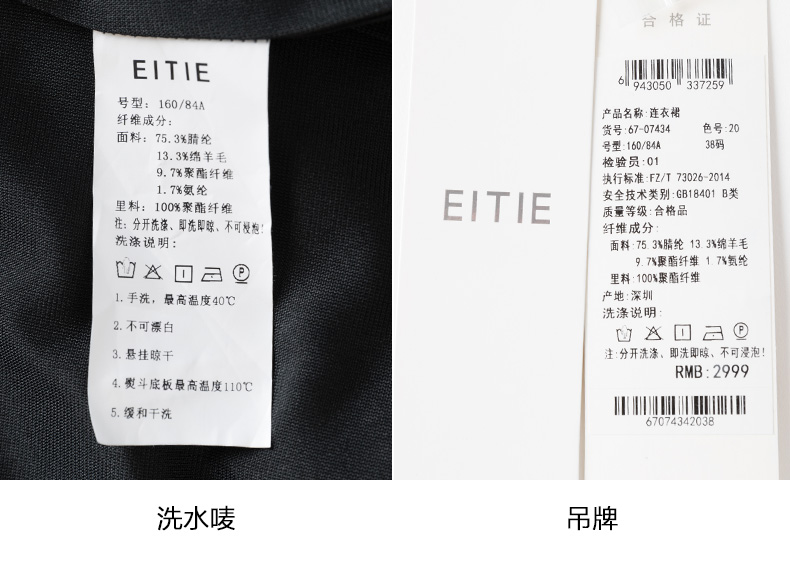 EITIE
号型：160/84A
纤维成分：
面料：75.3%腈纶
13.3%绵羊毛
9.7%聚酯纤维
1.7%氨纶
里料：100%聚酯纤维
注：分开洗涤、即洗即晾、不可浸泡！
洗涤说明：
P
1.手洗，最高温度40℃
2.不可漂白
3.悬挂晾干
4.熨斗底板最高温度110℃
5.缓和干洗
洗水唛
EITIE
合格证
6 943050 337259
产品名称：连衣裙
货号：67-07434 色号：20
号型：160/84A 38码
检验员：01
执行标准：FZ/T 73026-2014
安全技术类别：GB18401 B类
质量等级：合格品
纤维成分：
面料：75.3%腈纶 13.3%绵羊毛
9.7%聚酯纤维 1.7%氨纶
里料：100%聚酯纤维
产地：深圳
洗涤说明：
P
注：分开洗涤、即洗即晾、不可浸泡！
RMB：2999
67074342038
吊牌